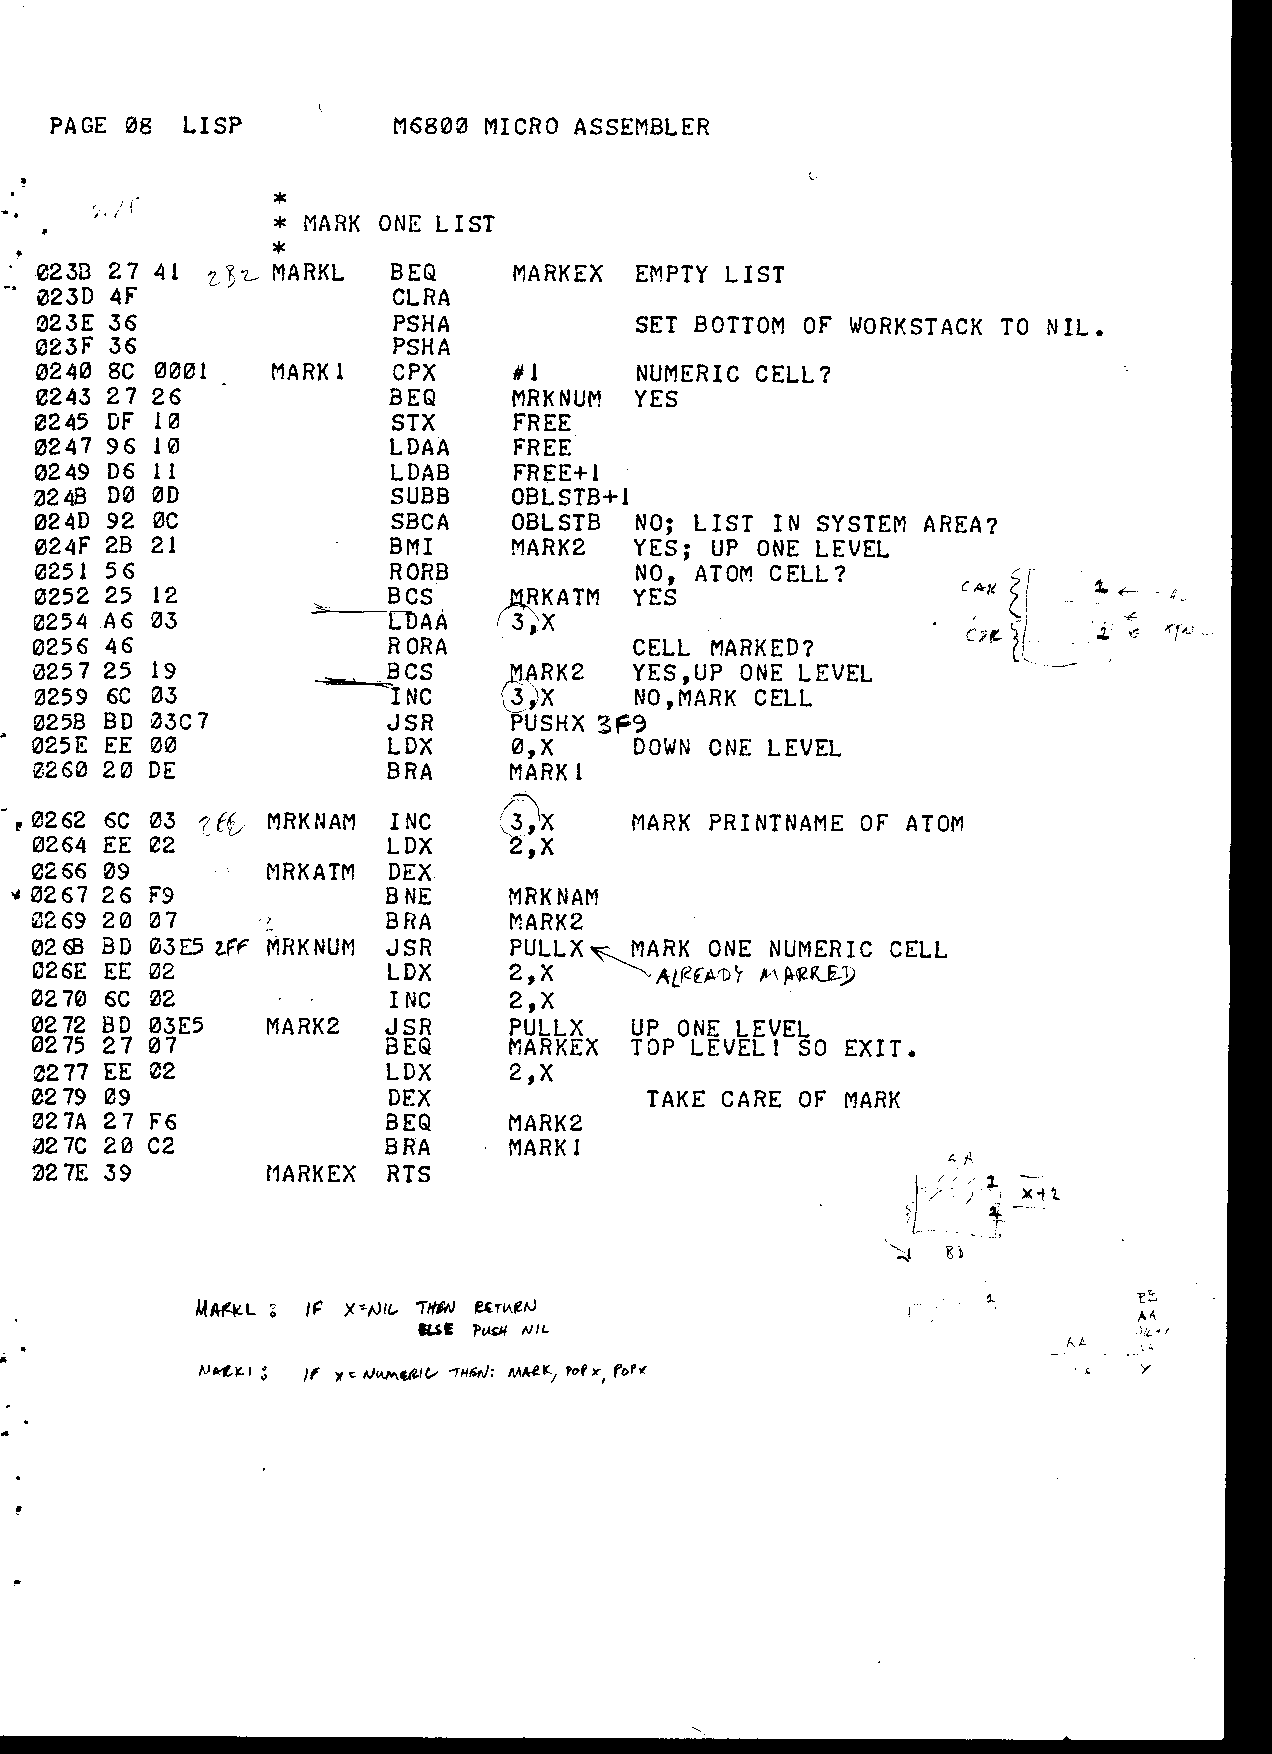 PAGE 08 LISP M6800 MICRO ASSEMBLER
*
* MARK ONE LIST
*
023B 27 41 2B2 MARKL BEQ MARKEX EMPTY LIST
023D 4F CLRA
023E 36 PSHA SET BOTTOM OF WORKSTACK TO NIL.
023F 36 PSHA
0240 8C 0001 MARK1 CPX #1 NUMERIC CELL?
0243 27 26 BEQ MRKNUM YES
0245 DF 10 STX FREE
0247 96 10 LDAA FREE
0249 D6 11 LDAB FREE+1
024B D0 0D SUBB OBLSTB+1
024D 92 0C SBCA OBLSTB NO; LIST IN SYSTEM AREA?
024F 2B 21 BMI MARK2 YES; UP ONE LEVEL
0251 56 RORB NO, ATOM CELL?
0252 25 12 BCS MRKATM YES CAR 1
0254 A6 03 LDAA 3,X
0256 46 RORA CELL MARKED? CDR 1
0257 25 19 BCS MARK2 YES,UP ONE LEVEL
0259 6C 03 INC 3,X NO,MARK CELL
025B BD 03C7 JSR PUSHX 3F9
025E EE 00 LDX 0,X DOWN ONE LEVEL
0260 20 DE BRA MARK1
0262 6C 03 MRKNAM INC 3,X MARK PRINTNAME OF ATOM
0264 EE 02 LDX 2,X
0266 09 MRKATM DEX
0267 26 F9 BNE MRKNAM
0269 20 07 BRA MARK2
026B BD 03E5 2FF MRKNUM JSR PULLX MARK ONE NUMERIC CELL
026E EE 02 LDX 2,X ALREADY MARKED
0270 6C 02 INC 2,X
0272 BD 03E5 MARK2 JSR PULLX UP ONE LEVEL
0275 27 07 BEQ MARKEX TOP LEVEL! SO EXIT.
0277 EE 02 LDX 2,X
0279 09 DEX TAKE CARE OF MARK
027A 27 F6 BEQ MARK2
027C 20 C2 BRA MARK1
027E 39 MARKEX RTS
X+2
MARKL : IF X=NIL THEN RETURN
ELSE PUSH NIL
MARK1 : IF X=NUMERIC THEN: MARK, POPX, POPX